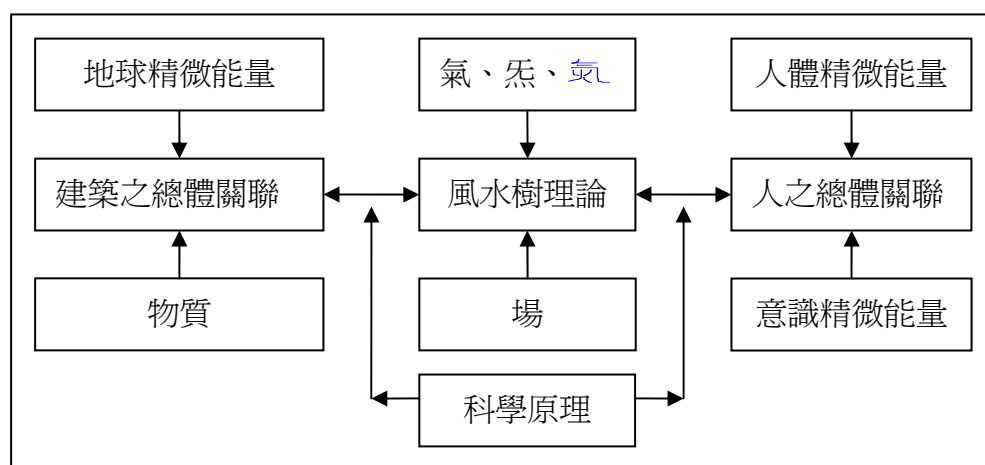 地球精微能量
氣、炁、
人體精微能量
建築之總體關聯
風水樹理論
人之總體關聯
物質
場
意識精微能量
科學原理